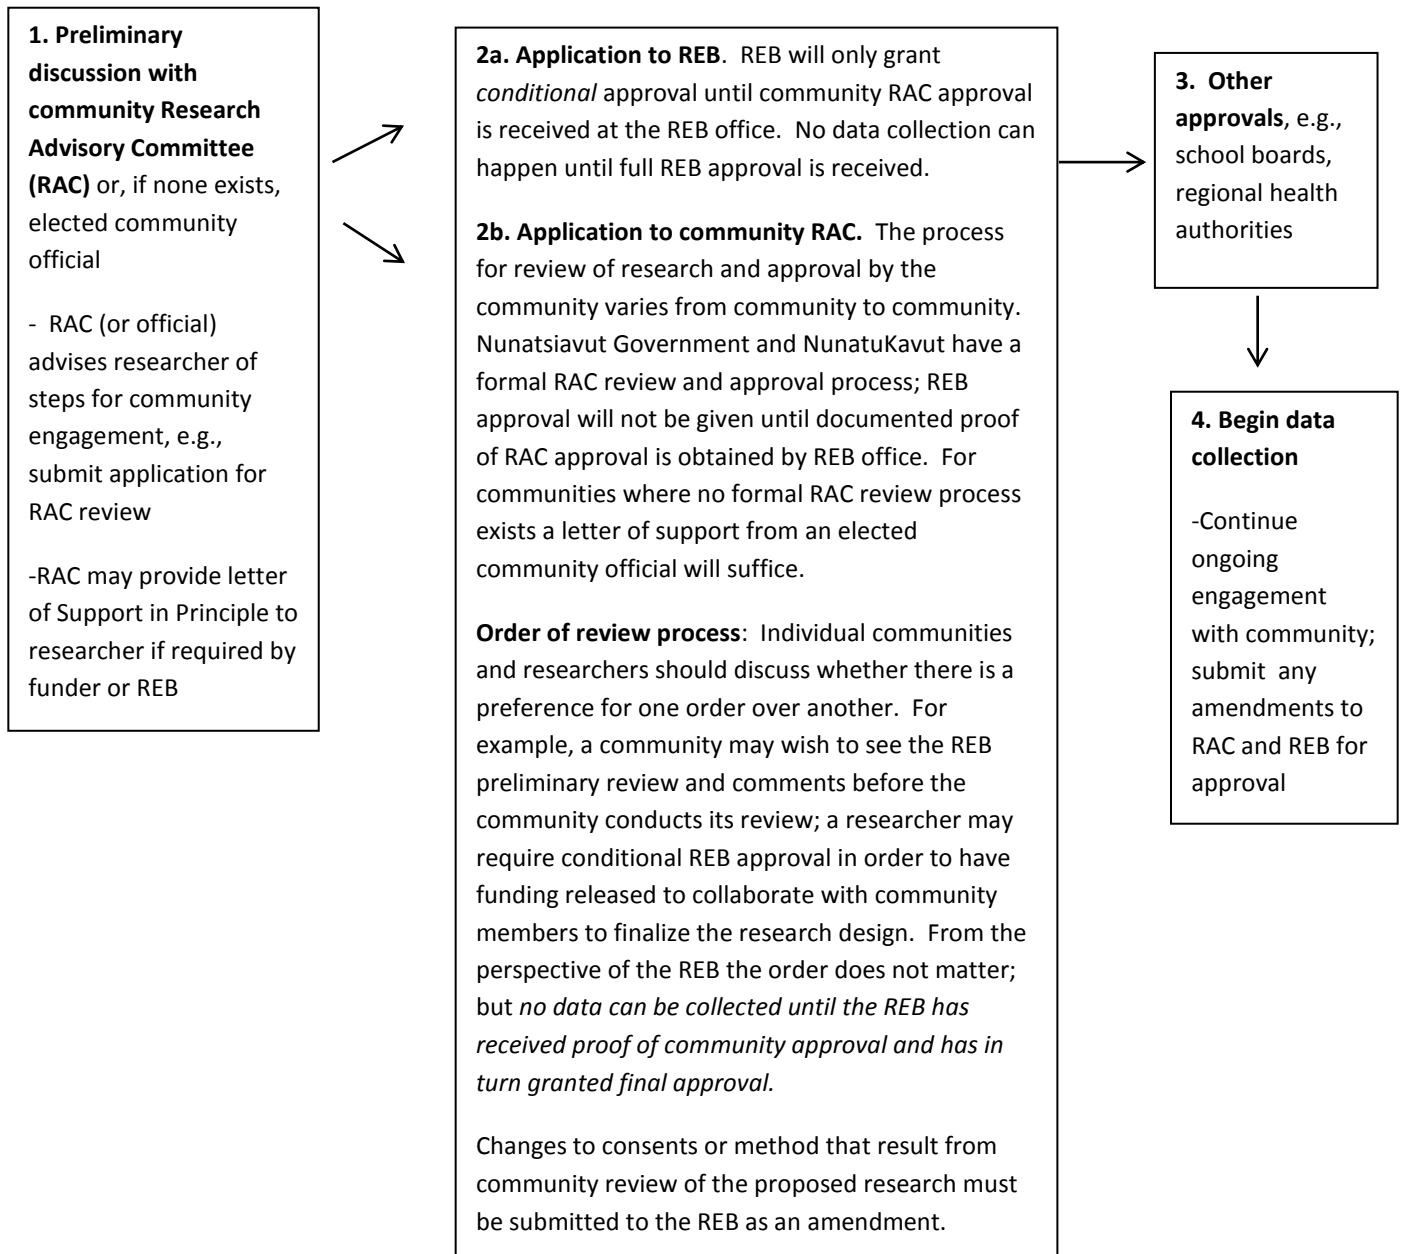 1. Preliminary
discussion with
community Research
Advisory Committee
(RAC) or, if none exists,
elected community
official
- RAC (or official)
advises researcher of
steps for community
engagement, e.g.,
submit application for
RAC review
-RAC may provide letter
of Support in Principle to
researcher if required by
funder or REB
2a. Application to REB. REB will only grant
conditional approval until community RAC approval
is received at the REB office. No data collection can
happen until full REB approval is received.
2b. Application to community RAC. The process
for review of research and approval by the
community varies from community to community.
Nunatsiavut Government and NunatuKavut have a
formal RAC review and approval process; REB
approval will not be given until documented proof
of RAC approval is obtained by REB office. For
communities where no formal RAC review process
exists a letter of support from an elected
community official will suffice.
Order of review process: Individual communities
and researchers should discuss whether there is a
preference for one order over another. For
example, a community may wish to see the REB
preliminary review and comments before the
community conducts its review; a researcher may
require conditional REB approval in order to have
funding released to collaborate with community
members to finalize the research design. From the
perspective of the REB the order does not matter;
but no data can be collected until the REB has
received proof of community approval and has in
turn granted final approval.
Changes to consents or method that result from
community review of the proposed research must
be submitted to the REB as an amendment.
3. Other
approvals, e.g.,
school boards,
regional health
authorities
4. Begin data
collection
-Continue
ongoing
engagement
with community;
submit any
amendments to
RAC and REB for
approval